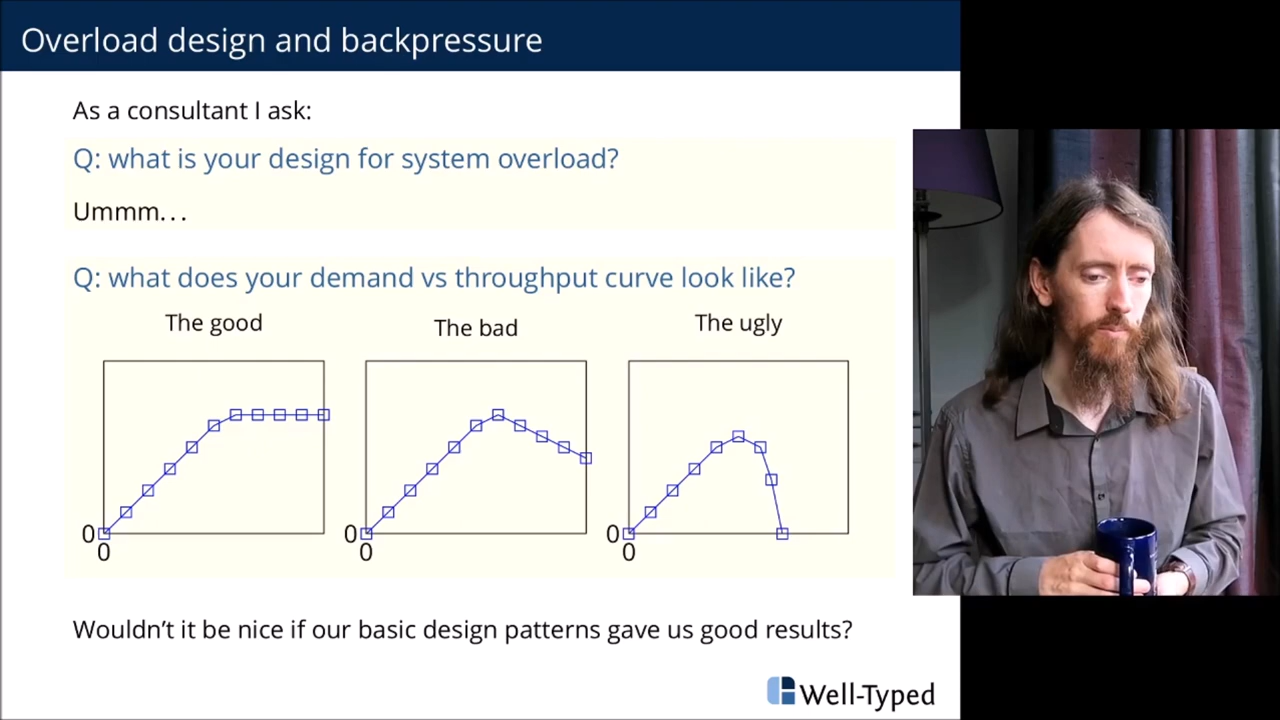 Overload design and backpressure
As a consultant I ask:
Q: what is your design for system overload?
Ummm...
Q: what does your demand vs throughput curve look like?
The good
The bad
The ugly
0
0
0
0
0
0
Wouldn't it be nice if our basic design patterns gave us good results?
Well-Typed